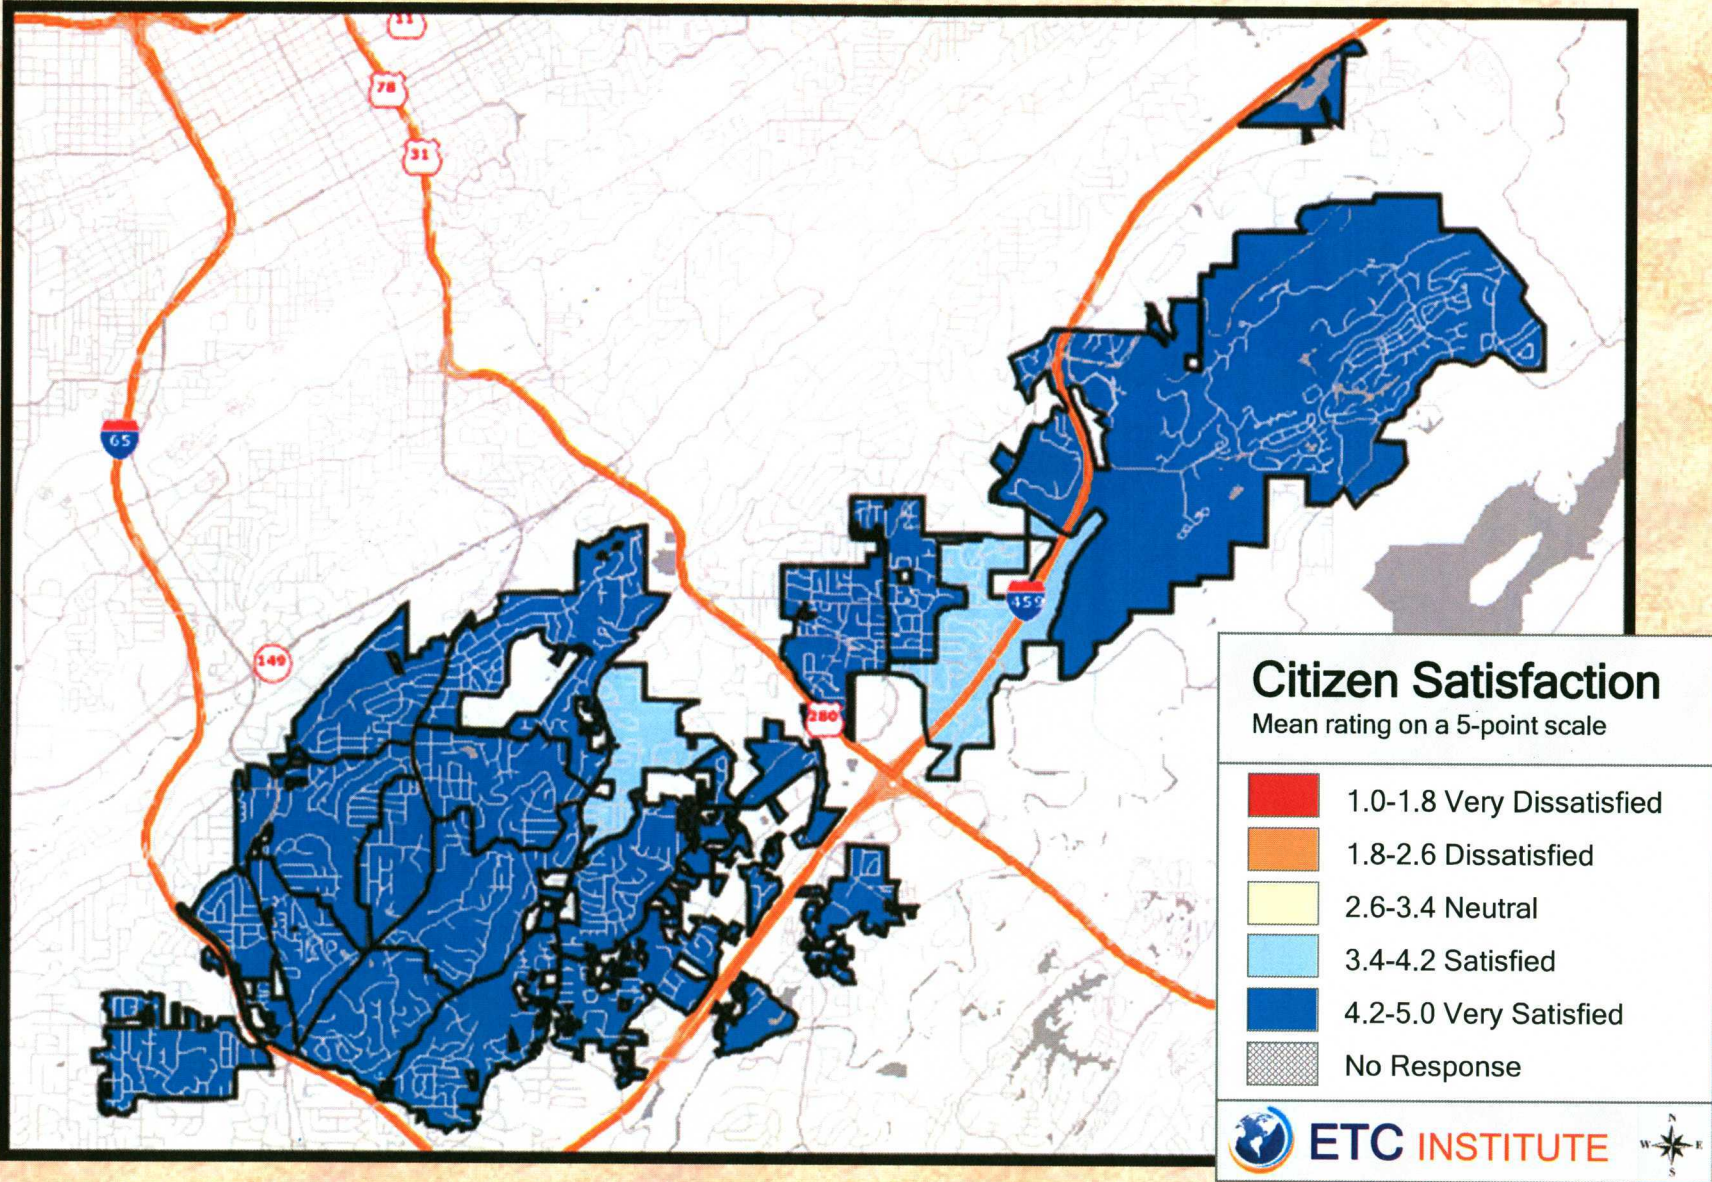 11
78
31
65
149
280
459
Citizen Satisfaction
Mean rating on a 5-point scale
1.0-1.8 Very Dissatisfied
1.8-2.6 Dissatisfied
2.6-3.4 Neutral
3.4-4.2 Satisfied
4.2-5.0 Very Satisfied
No Response
ETC INSTITUTE
N
W E
S